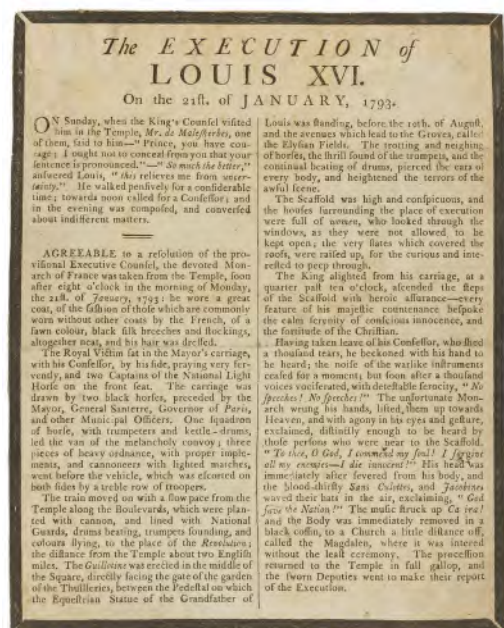 The EXECUTION of
LOUIS XVI.
On the 21st. of JANUARY, 1793.
ON Sunday, when the King's Counsel visited
him in the Temple, Mr. de Malesherbes, one
of them, said to him—" Prince, you have cou-
rage; I ought not to conceal from you that your
sentence is pronounced."—" So much the better,"
answered Louis, " this relieves me from uncer-
tainty." He walked pensively for a considerable
time; towards noon called for a Confessor; and
in the evening was composed, and conversed
about indifferent matters.
AGREEABLE to a resolution of the pro-
visional Executive Counsel, the devoted Mon-
arch of France was taken from the Temple, soon
after eight o'clock in the morning of Monday,
the 21st. of January, 1793: he wore a great
coat, of the fashion of those which are commonly
worn without other coats by the French, of a
fawn colour, black silk breeches and stockings,
altogether neat, and his hair was dressed.
The Royal Victim sat in the Mayor's carriage,
with his Confessor, by his side, praying very fer-
vently, and two Captains of the National Light
Horse on the front seat. The carriage was
drawn by two black horses, preceded by the
Mayor, General Santerre, Governor of Paris,
and other Municipal Officers. One squadron
of horse, with trumpeters and kettle-drums,
led the van of the melancholy convoy; three
pieces of heavy ordnance, with proper imple-
ments, and cannoneers with lighted matches,
went before the vehicle, which was escorted on
both sides by a treble row of troopers.
The train moved on with a slow pace from the
Temple along the Boulevards, which were plan-
ted with cannon, and lined with National
Guards, drums beating, trumpets sounding, and
colours flying, to the place of the Revolution;
the distance from the Temple about two English
miles. The Guillotine was erected in the middle of
the Square, directly facing the gate of the garden
of the Thuilleries, between the Pedestal on which
the Equestrian Statue of the Grandfather of
Louis was standing, before the 10th. of August,
and the avenues which lead to the Groves, called
the Elysian Fields. The trotting and neighing
of horses, the shrill sound of the trumpets, and the
continual beating of drums, pierced the ears of
every body, and heightened the terrors of the
awful scene.
The Scaffold was high and conspicuous, and
the houses surrounding the place of execution
were full of women, who looked through the
windows, as they were not allowed to be
kept open; the very slates which covered the
roofs, were raised up, for the curious and inte-
rested to peep through.
The King alighted from his carriage, at a
quarter past ten o'clock, ascended the steps
of the Scaffold with heroic assurance—every
feature of his majestic countenance bespoke
the calm serenity of conscious innocence, and
the fortitude of the Christian.
Having taken leave of his Confessor, who shed
a thousand tears, he beckoned with his hand to
be heard; the noise of the warlike instruments
ceased for a moment; but soon after a thousand
voices vociferated, with detestable ferocity, " No
speeches! No speeches!" The unfortunate Mon-
arch wrung his hands, lifted them up towards
Heaven, and with agony in his eyes and gesture,
exclaimed, distinctly enough to be heard by
those persons who were near to the Scaffold.
" To thee, O God, I commend my soul! I forgive
all my enemies—I die innocent!" His head was
immediately after severed from his body, and
the blood-thirsty Sans Culottes, and Jacobines
waved their hats in the air, exclaiming, " God
save the Nation!" The music struck up Ca ira!
and the Body was immediately removed in a
black coffin, to a Church a little distance off,
called the Magdalen, where it was interred
without the least ceremony. The procession
returned to the Temple in full gallop, and
the sworn Deputies went to make their report
of the Execution.